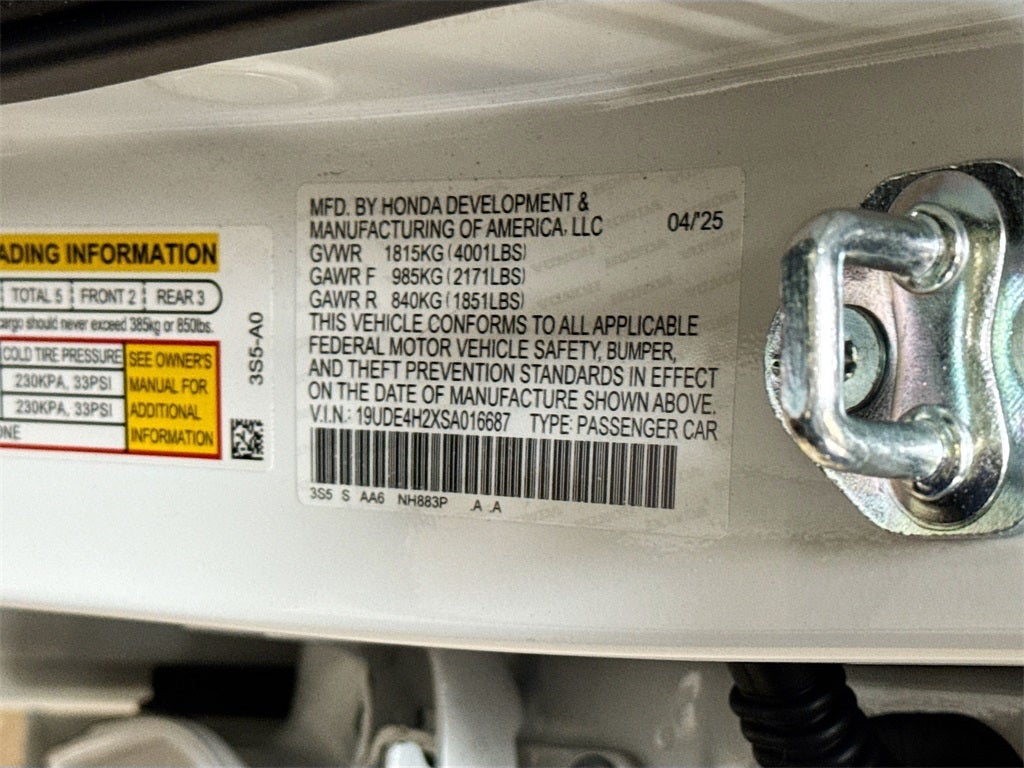 ADING INFORMATION
TOTAL 5 FRONT 2 REAR 3
cargo should never exceed 385kg or 850lbs.
COLD TIRE PRESSURE
230KPA, 33PSI
230KPA, 33PSI
ONE
SEE OWNER'S
MANUAL FOR
ADDITIONAL
INFORMATION
3S5-A0
MFD. BY HONDA DEVELOPMENT &
MANUFACTURING OF AMERICA, LLC 04/'25
GVWR 1815KG (4001LBS)
GAWR F 985KG (2171LBS)
GAWR R 840KG (1851LBS)
THIS VEHICLE CONFORMS TO ALL APPLICABLE
FEDERAL MOTOR VEHICLE SAFETY, BUMPER,
AND THEFT PREVENTION STANDARDS IN EFFECT
ON THE DATE OF MANUFACTURE SHOWN ABOVE.
V.I.N.: 19UDE4H2XSA016687 TYPE: PASSENGER CAR
3S5 S AA6 NH883P .A .A